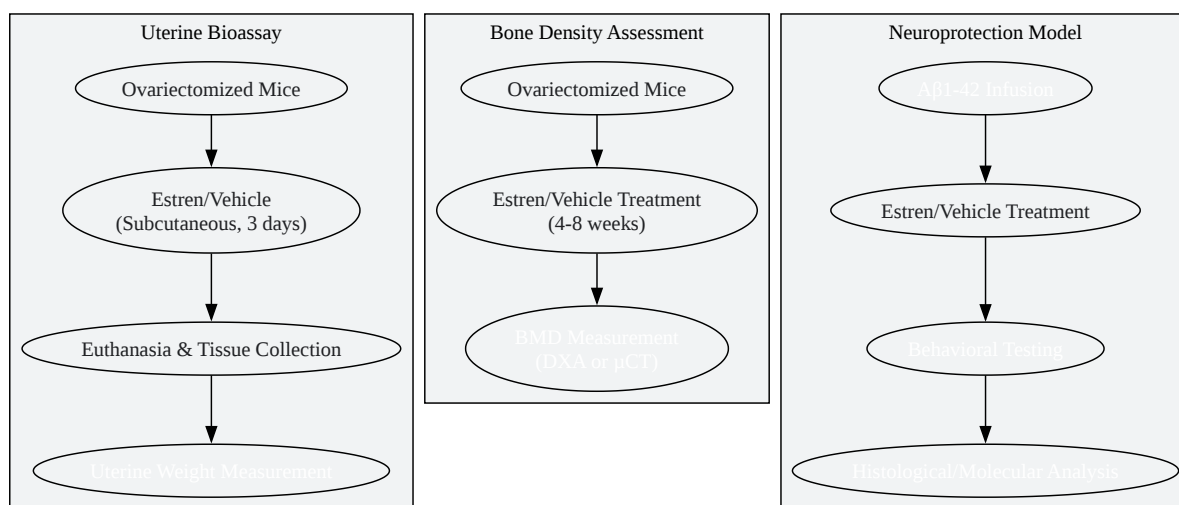 Uterine Bioassay
Ovariectomized Mice
Estren/Vehicle
(Subcutaneous, 3 days)
Euthanasia & Tissue Collection
Uterine Weight Measurement
Bone Density Assessment
Ovariectomized Mice
Estren/Vehicle Treatment
(4-8 weeks)
BMD Measurement
(DXA or μCT)
Neuroprotection Model
Aβ1-42 Infusion
Estren/Vehicle Treatment
Behavioral Testing
Histological/Molecular Analysis